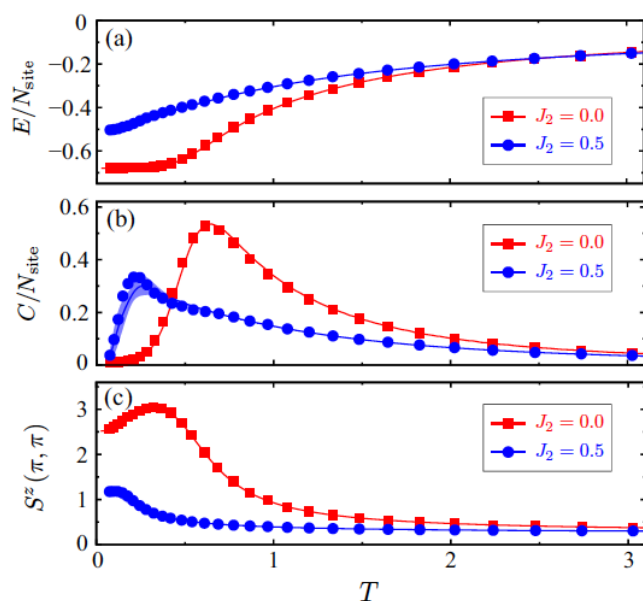 (a)
E/N_site
0
−0.2
−0.4
−0.6
J_2 = 0.0
J_2 = 0.5
(b)
C/N_site
0.6
0.4
0.2
0
J_2 = 0.0
J_2 = 0.5
(c)
S^z(π, π)
3
2
1
0
J_2 = 0.0
J_2 = 0.5
0
1
2
3
T